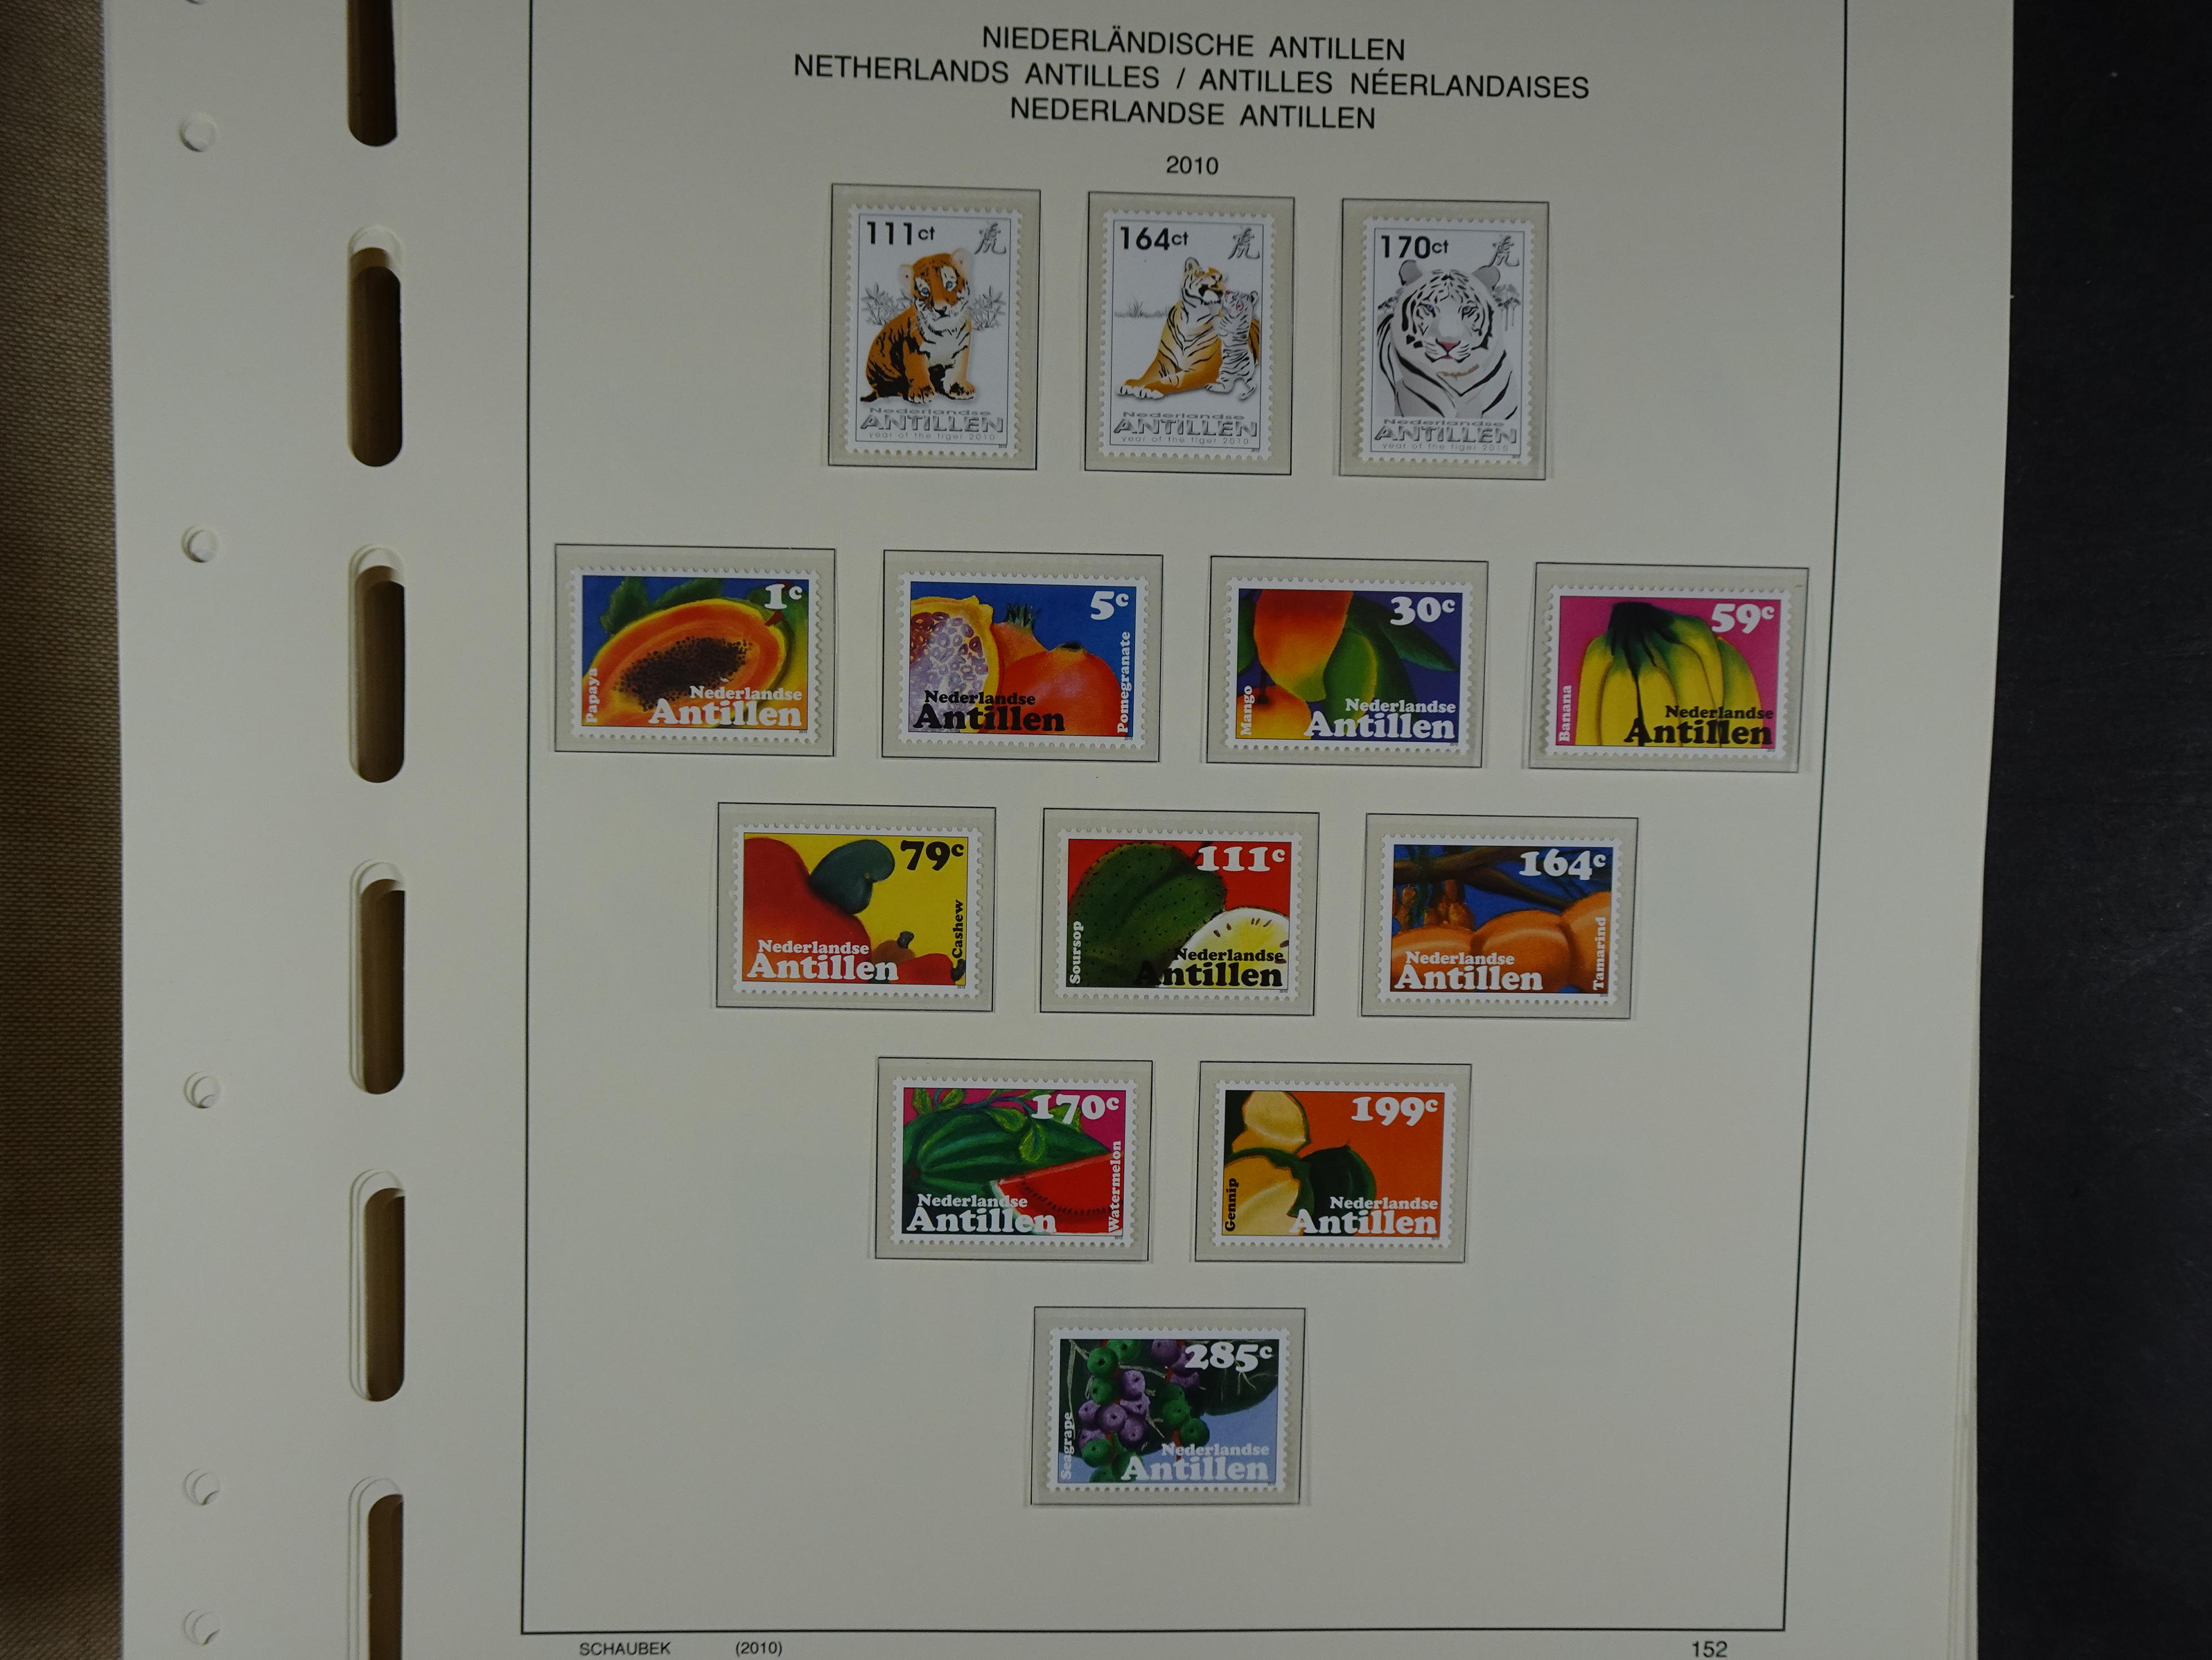 NIEDERLÄNDISCHE ANTILLEN
NETHERLANDS ANTILLES / ANTILLES NÉERLANDAISES
NEDERLANDSE ANTILLEN
2010
111ct 虎
Nederlandse
ANTILLEN
year of the tiger 2010
164ct 虎
Nederlandse
ANTILLEN
year of the tiger 2010
170ct 虎
Nederlandse
ANTILLEN
year of the tiger 2010
1c
Papaya
Nederlandse
Antillen
5c
Pomegranate
Nederlandse
Antillen
30c
Mango
Nederlandse
Antillen
59c
Banana
Nederlandse
Antillen
79c
Cashew
Nederlandse
Antillen
111c
Soursop
Nederlandse
Antillen
164c
Tamarind
Nederlandse
Antillen
170c
Watermelon
Nederlandse
Antillen
199c
Gennip
Nederlandse
Antillen
285c
Seagrape
Nederlandse
Antillen
SCHAUBEK (2010) 152